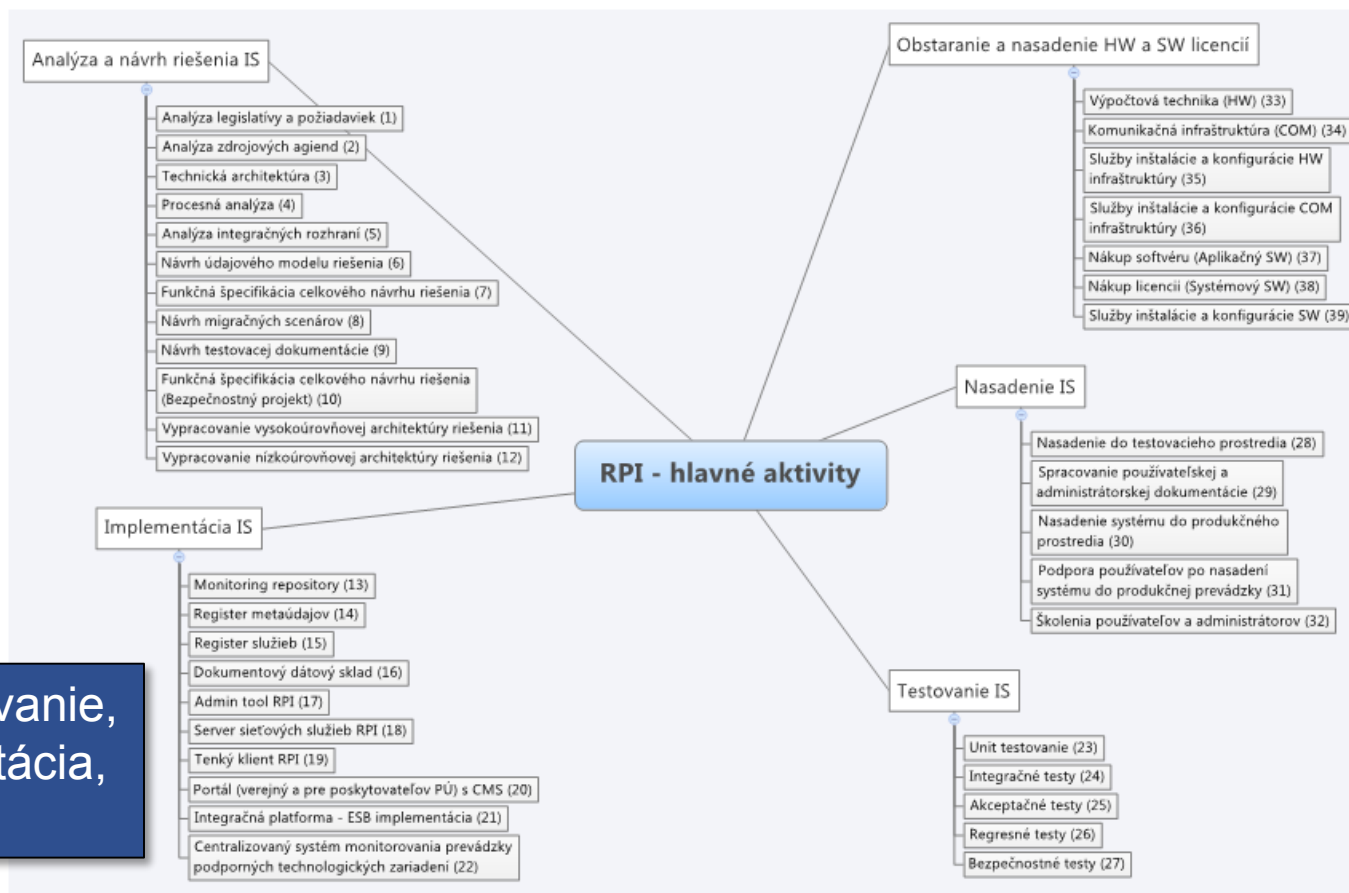 Analýza a návrh riešenia IS
Analýza legislatívy a požiadaviek (1)
Analýza zdrojových agiend (2)
Technická architektúra (3)
Procesná analýza (4)
Analýza integračných rozhraní (5)
Návrh údajového modelu riešenia (6)
Funkčná špecifikácia celkového návrhu riešenia (7)
Návrh migračných scenárov (8)
Návrh testovacej dokumentácie (9)
Funkčná špecifikácia celkového návrhu riešenia
(Bezpečnostný projekt) (10)
Vypracovanie vysokoúrovňovej architektúry riešenia (11)
Vypracovanie nízkoúrovňovej architektúry riešenia (12)
Obstaranie a nasadenie HW a SW licencií
Výpočtová technika (HW) (33)
Komunikačná infraštruktúra (COM) (34)
Služby inštalácie a konfigurácie HW
infraštruktúry (35)
Služby inštalácie a konfigurácie COM
infraštruktúry (36)
Nákup softvéru (Aplikačný SW) (37)
Nákup licencii (Systémový SW) (38)
Služby inštalácie a konfigurácie SW (39)
RPI - hlavné aktivity
Nasadenie IS
Nasadenie do testovacieho prostredia (28)
Spracovanie používateľskej a
administrátorskej dokumentácie (29)
Nasadenie systému do produkčného
prostredia (30)
Podpora používateľov po nasadení
systému do produkčnej prevádzky (31)
Školenia používateľov a administrátorov (32)
Implementácia IS
Monitoring repository (13)
Register metaúdajov (14)
Register služieb (15)
Dokumentový dátový sklad (16)
Admin tool RPI (17)
Server sieťových služieb RPI (18)
Tenký klient RPI (19)
Portál (verejný a pre poskytovateľov PÚ) s CMS (20)
Integračná platforma - ESB implementácia (21)
Centralizovaný systém monitorovania prevádzky
podporných technologických zariadení (22)
Testovanie IS
Unit testovanie (23)
Integračné testy (24)
Akceptačné testy (25)
Regresné testy (26)
Bezpečnostné testy (27)
vanie,
tácia,